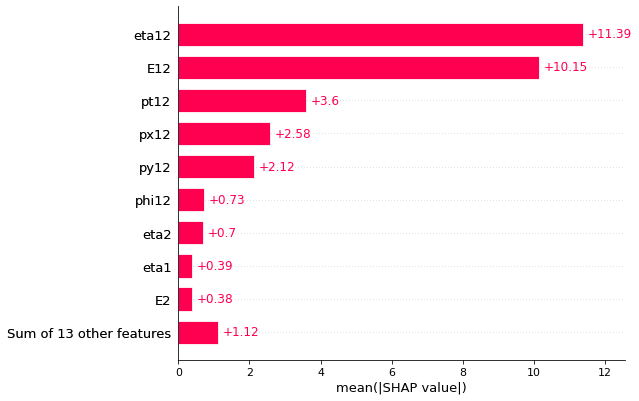 eta12 +11.39
E12 +10.15
pt12 +3.6
px12 +2.58
py12 +2.12
phi12 +0.73
eta2 +0.7
eta1 +0.39
E2 +0.38
Sum of 13 other features +1.12
0 2 4 6 8 10 12
mean(|SHAP value|)